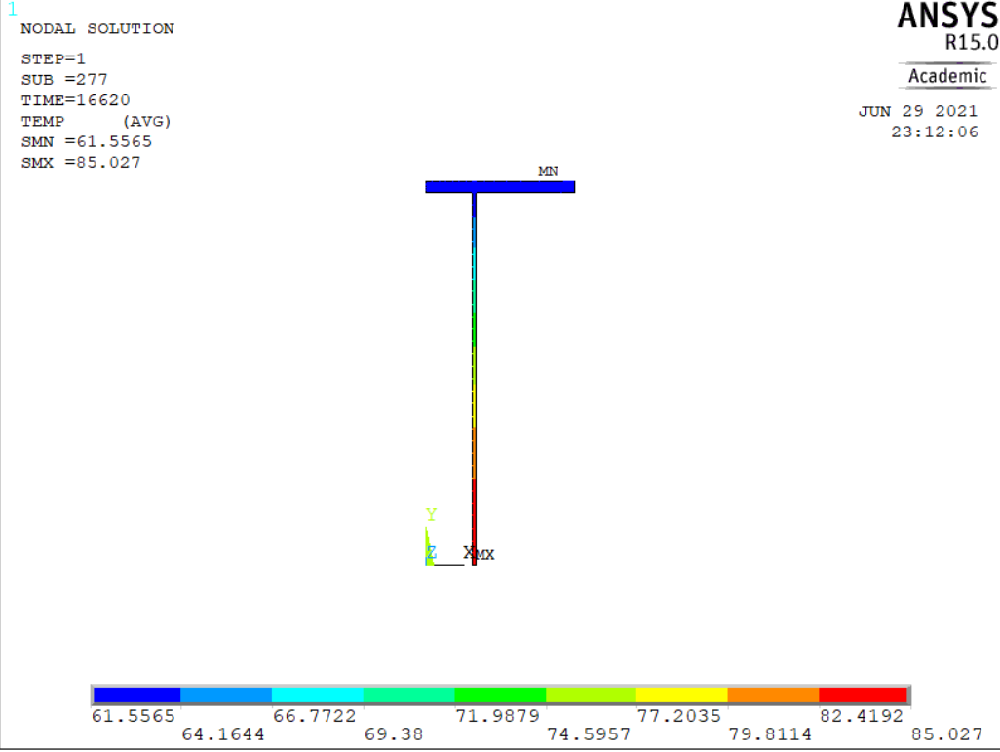 1
NODAL SOLUTION
STEP=1
SUB =277
TIME=16620
TEMP     (AVG)
SMN =61.5565
SMX =85.027
ANSYS
R15.0
Academic
JUN 29 2021
23:12:06
MN
Y
Z X MX
61.5565 66.7722 71.9879 77.2035 82.4192
64.1644 69.38 74.5957 79.8114 85.027